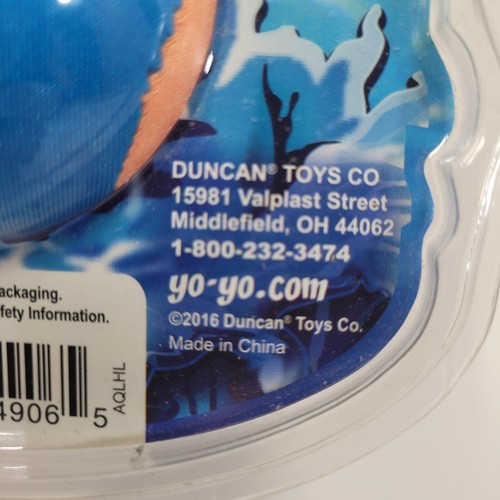 DUNCAN® TOYS CO
15981 Valplast Street
Middlefield, OH 44062
1-800-232-3474
yo-yo.com
©2016 Duncan® Toys Co.
Made in China
ackaging.
fety Information.
4906 5
AQLHL